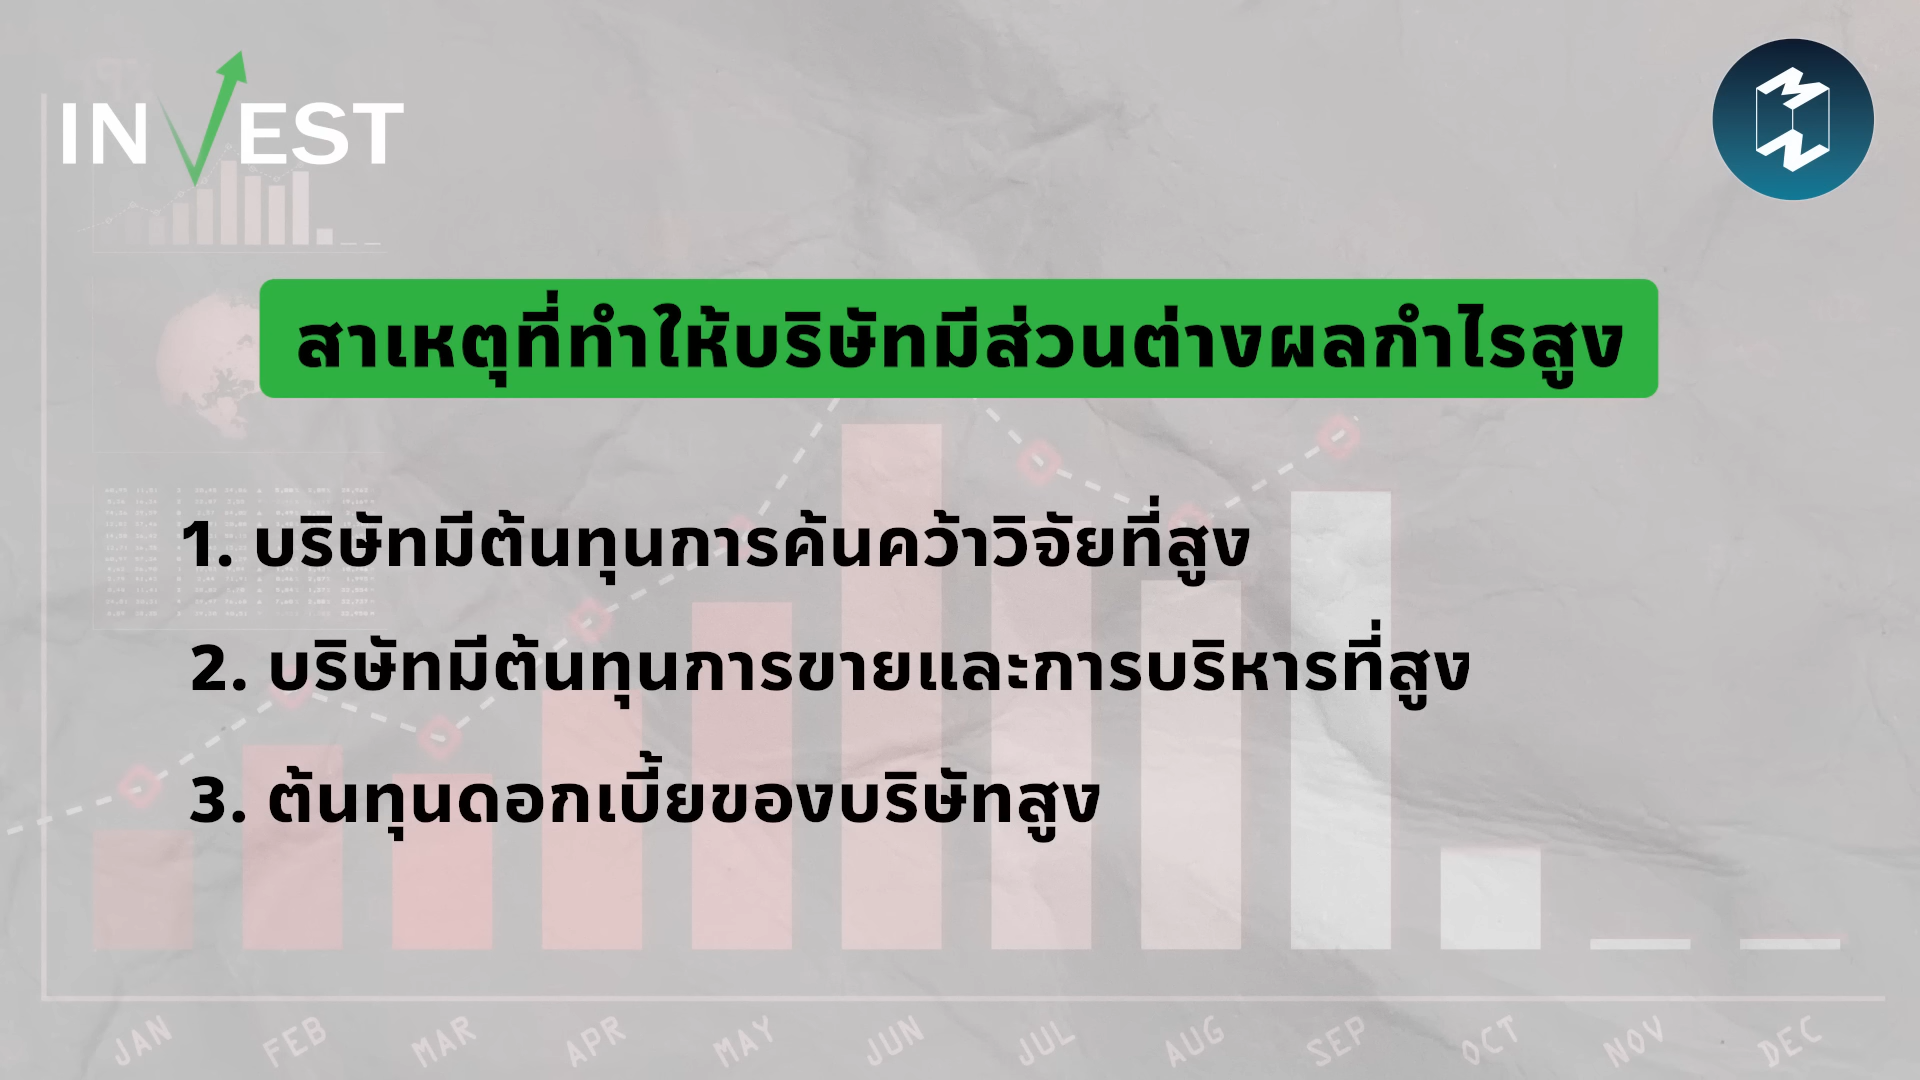 INVEST
MM
สาเหตุที่ทำให้บริษัทมีส่วนต่างผลกำไรสูง
1. บริษัทมีต้นทุนการค้นคว้าวิจัยที่สูง
2. บริษัทมีต้นทุนการขายและการบริหารที่สูง
3. ต้นทุนดอกเบี้ยของบริษัทสูง
JAN FEB MAR APR MAY JUN JUL AUG SEP OCT NOV DEC